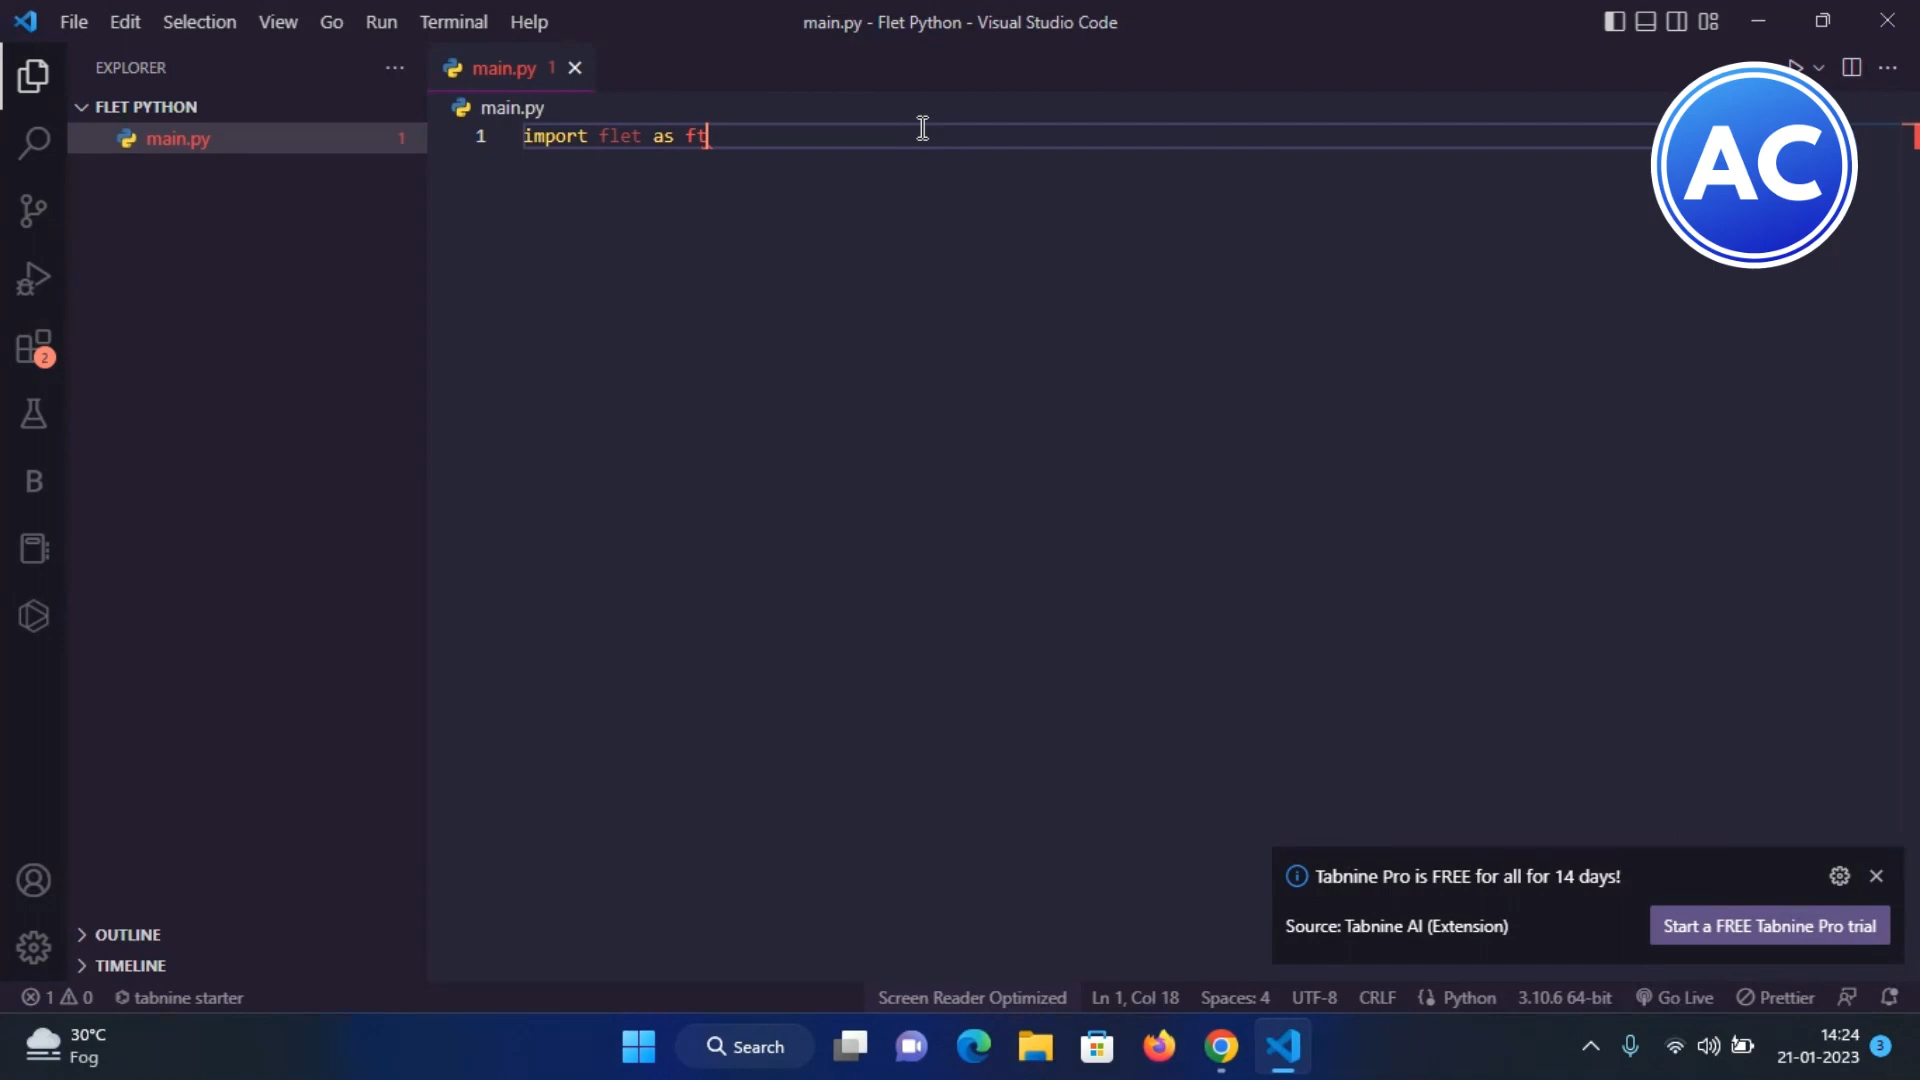 File Edit Selection View Go Run Terminal Help
main.py - Flet Python - Visual Studio Code
EXPLORER
main.py 1
FLET PYTHON
main.py 1
main.py
1 import flet as ft
AC
2
B
OUTLINE
TIMELINE
Tabnine Pro is FREE for all for 14 days!
Source: Tabnine AI (Extension)
Start a FREE Tabnine Pro trial
1 0 tabnine starter
Screen Reader Optimized Ln 1, Col 18 Spaces: 4 UTF-8 CRLF Python 3.10.6 64-bit Go Live Prettier
30°C
Fog
Search
14:24
21-01-2023
3